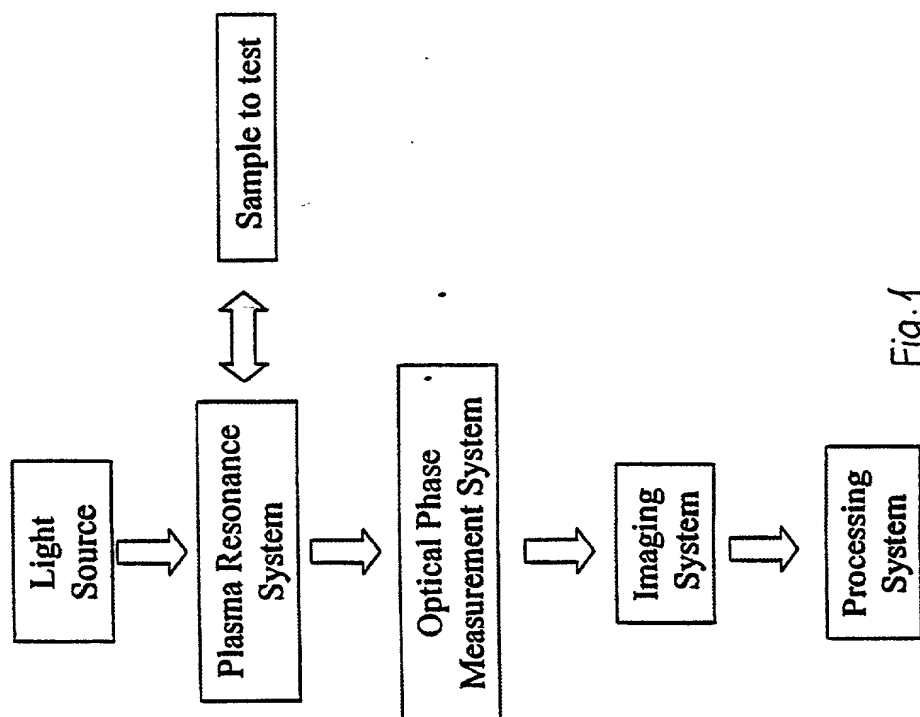 Light
Source
Plasma Resonance
System
Sample to test
Optical Phase
Measurement System
Imaging
System
Processing
System
Fig. 1